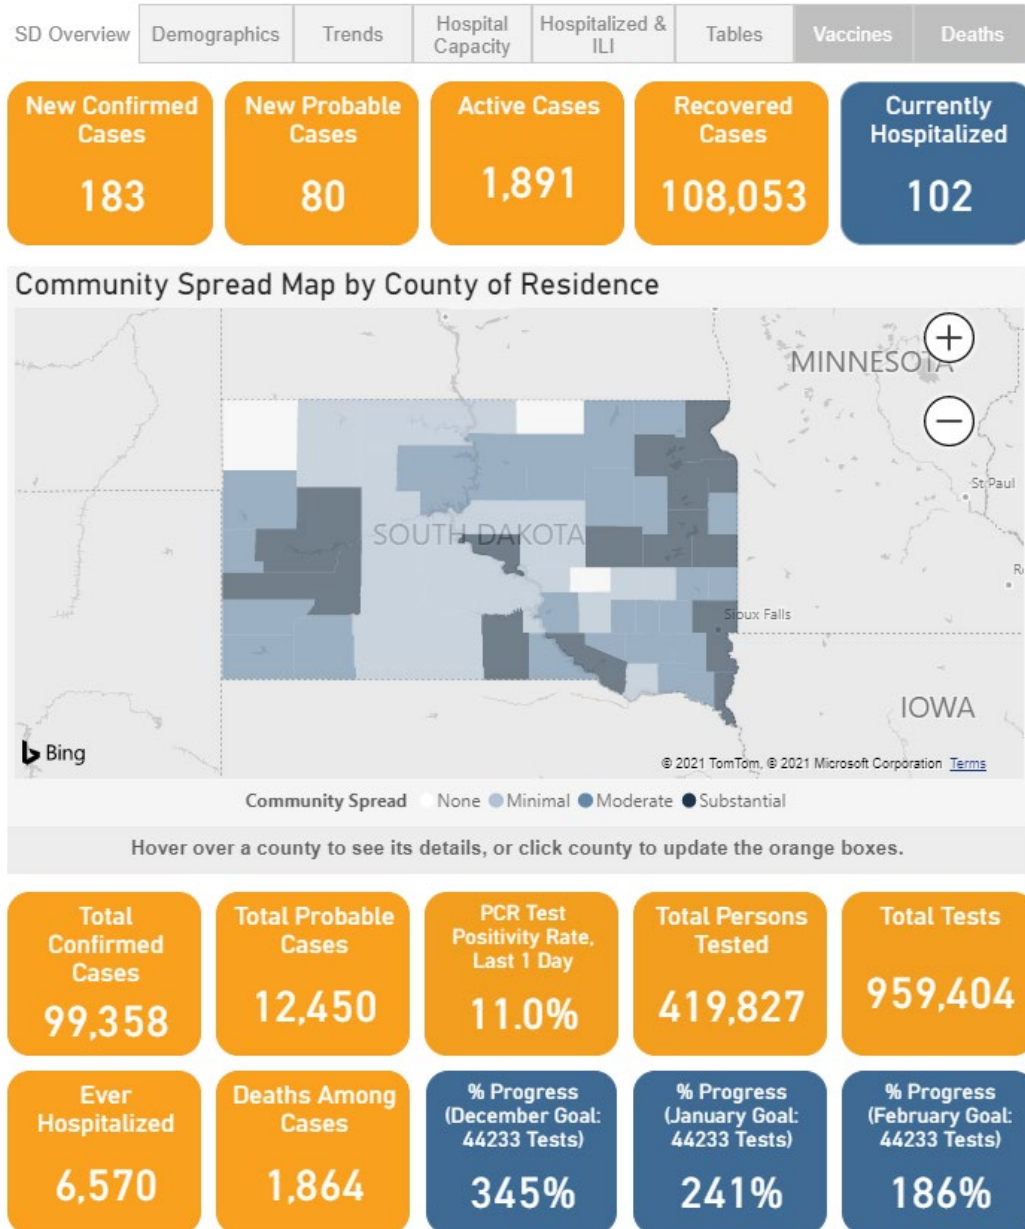 SD Overview
Demographics
Trends
Hospital
Capacity
Hospitalized &
ILI
Tables
Vaccines
Deaths
New Confirmed
Cases
183
New Probable
Cases
80
Active Cases
1,891
Recovered
Cases
108,053
Currently
Hospitalized
102
Community Spread Map by County of Residence
MINNESOTA
St Paul
SOUTH DAKOTA
R
Sioux Falls
IOWA
Bing
© 2021 TomTom, © 2021 Microsoft Corporation Terms
Community Spread None Minimal Moderate Substantial
Hover over a county to see its details, or click county to update the orange boxes.
Total
Confirmed
Cases
99,358
Total Probable
Cases
12,450
PCR Test
Positivity Rate,
Last 1 Day
11.0%
Total Persons
Tested
419,827
Total Tests
959,404
Ever
Hospitalized
6,570
Deaths Among
Cases
1,864
% Progress
(December Goal:
44233 Tests)
345%
% Progress
(January Goal:
44233 Tests)
241%
% Progress
(February Goal:
44233 Tests)
186%